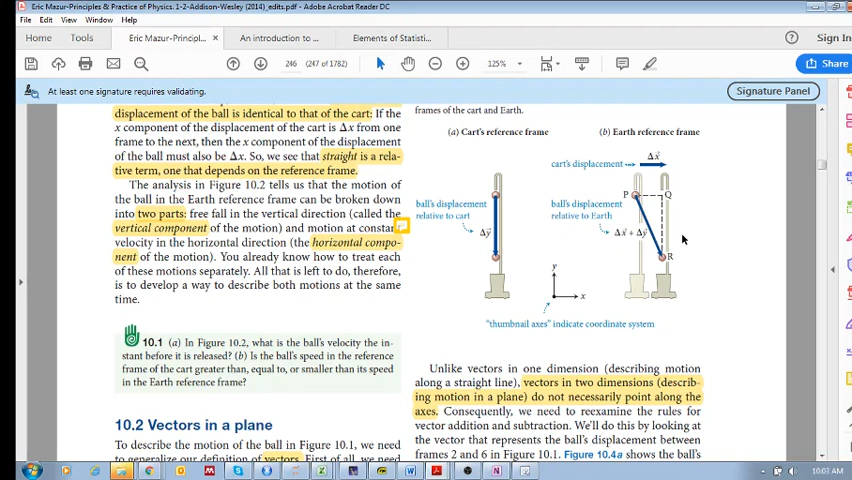 Eric Mazur-Principles & Practice of Physics. 1-2-Addison-Wesley (2014)_edits.pdf - Adobe Acrobat Reader DC
File Edit View Window Help
Home Tools Eric Mazur-Principl... × An introduction to ... Elements of Statisti... Sign In
246 (247 of 1782) 125% Share
At least one signature requires validating. Signature Panel
displacement of the ball is identical to that of the cart: If the
x component of the displacement of the cart is Δx from one
frame to the next, then the x component of the displacement
of the ball must also be Δx. So, we see that straight is a rela-
tive term, one that depends on the reference frame.
The analysis in Figure 10.2 tells us that the motion of
the ball in the Earth reference frame can be broken down
into two parts: free fall in the vertical direction (called the
vertical component of the motion) and motion at constant
velocity in the horizontal direction (the horizontal compo-
nent of the motion). You already know how to treat each
of these motions separately. All that is left to do, therefore,
is to develop a way to describe both motions at the same
time.
10.1 (a) In Figure 10.2, what is the ball's velocity the in-
stant before it is released? (b) Is the ball's speed in the reference
frame of the cart greater than, equal to, or smaller than its speed
in the Earth reference frame?
10.2 Vectors in a plane
To describe the motion of the ball in Figure 10.1, we need
to generalize our definition of vectors. First of all, we need
frames of the cart and Earth.
(a) Cart's reference frame (b) Earth reference frame
cart's displacement Δx⃗
P Q
ball's displacement
relative to cart
Δy⃗
ball's displacement
relative to Earth
Δx⃗ + Δy⃗
R
y
x
"thumbnail axes" indicate coordinate system
Unlike vectors in one dimension (describing motion
along a straight line), vectors in two dimensions (describ-
ing motion in a plane) do not necessarily point along the
axes. Consequently, we need to reexamine the rules for
vector addition and subtraction. We'll do this by looking at
the vector that represents the ball's displacement between
frames 2 and 6 in Figure 10.1. Figure 10.4a shows the ball's
10:03 AM